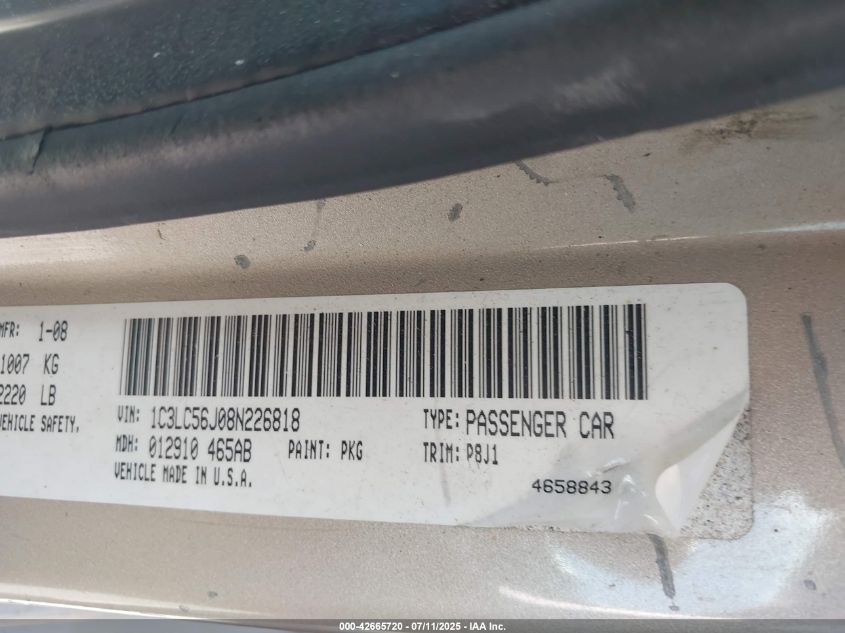 MFR: 1-08
1007 KG
2220 LB
VEHICLE SAFETY,
VIN: 1C3LC56J08N226818
TYPE: PASSENGER CAR
MDH: 012910 465AB
PAINT: PKG
TRIM: P8J1
VEHICLE MADE IN U.S.A.
4658843
000-42665720 - 07/11/2025 - IAA Inc.